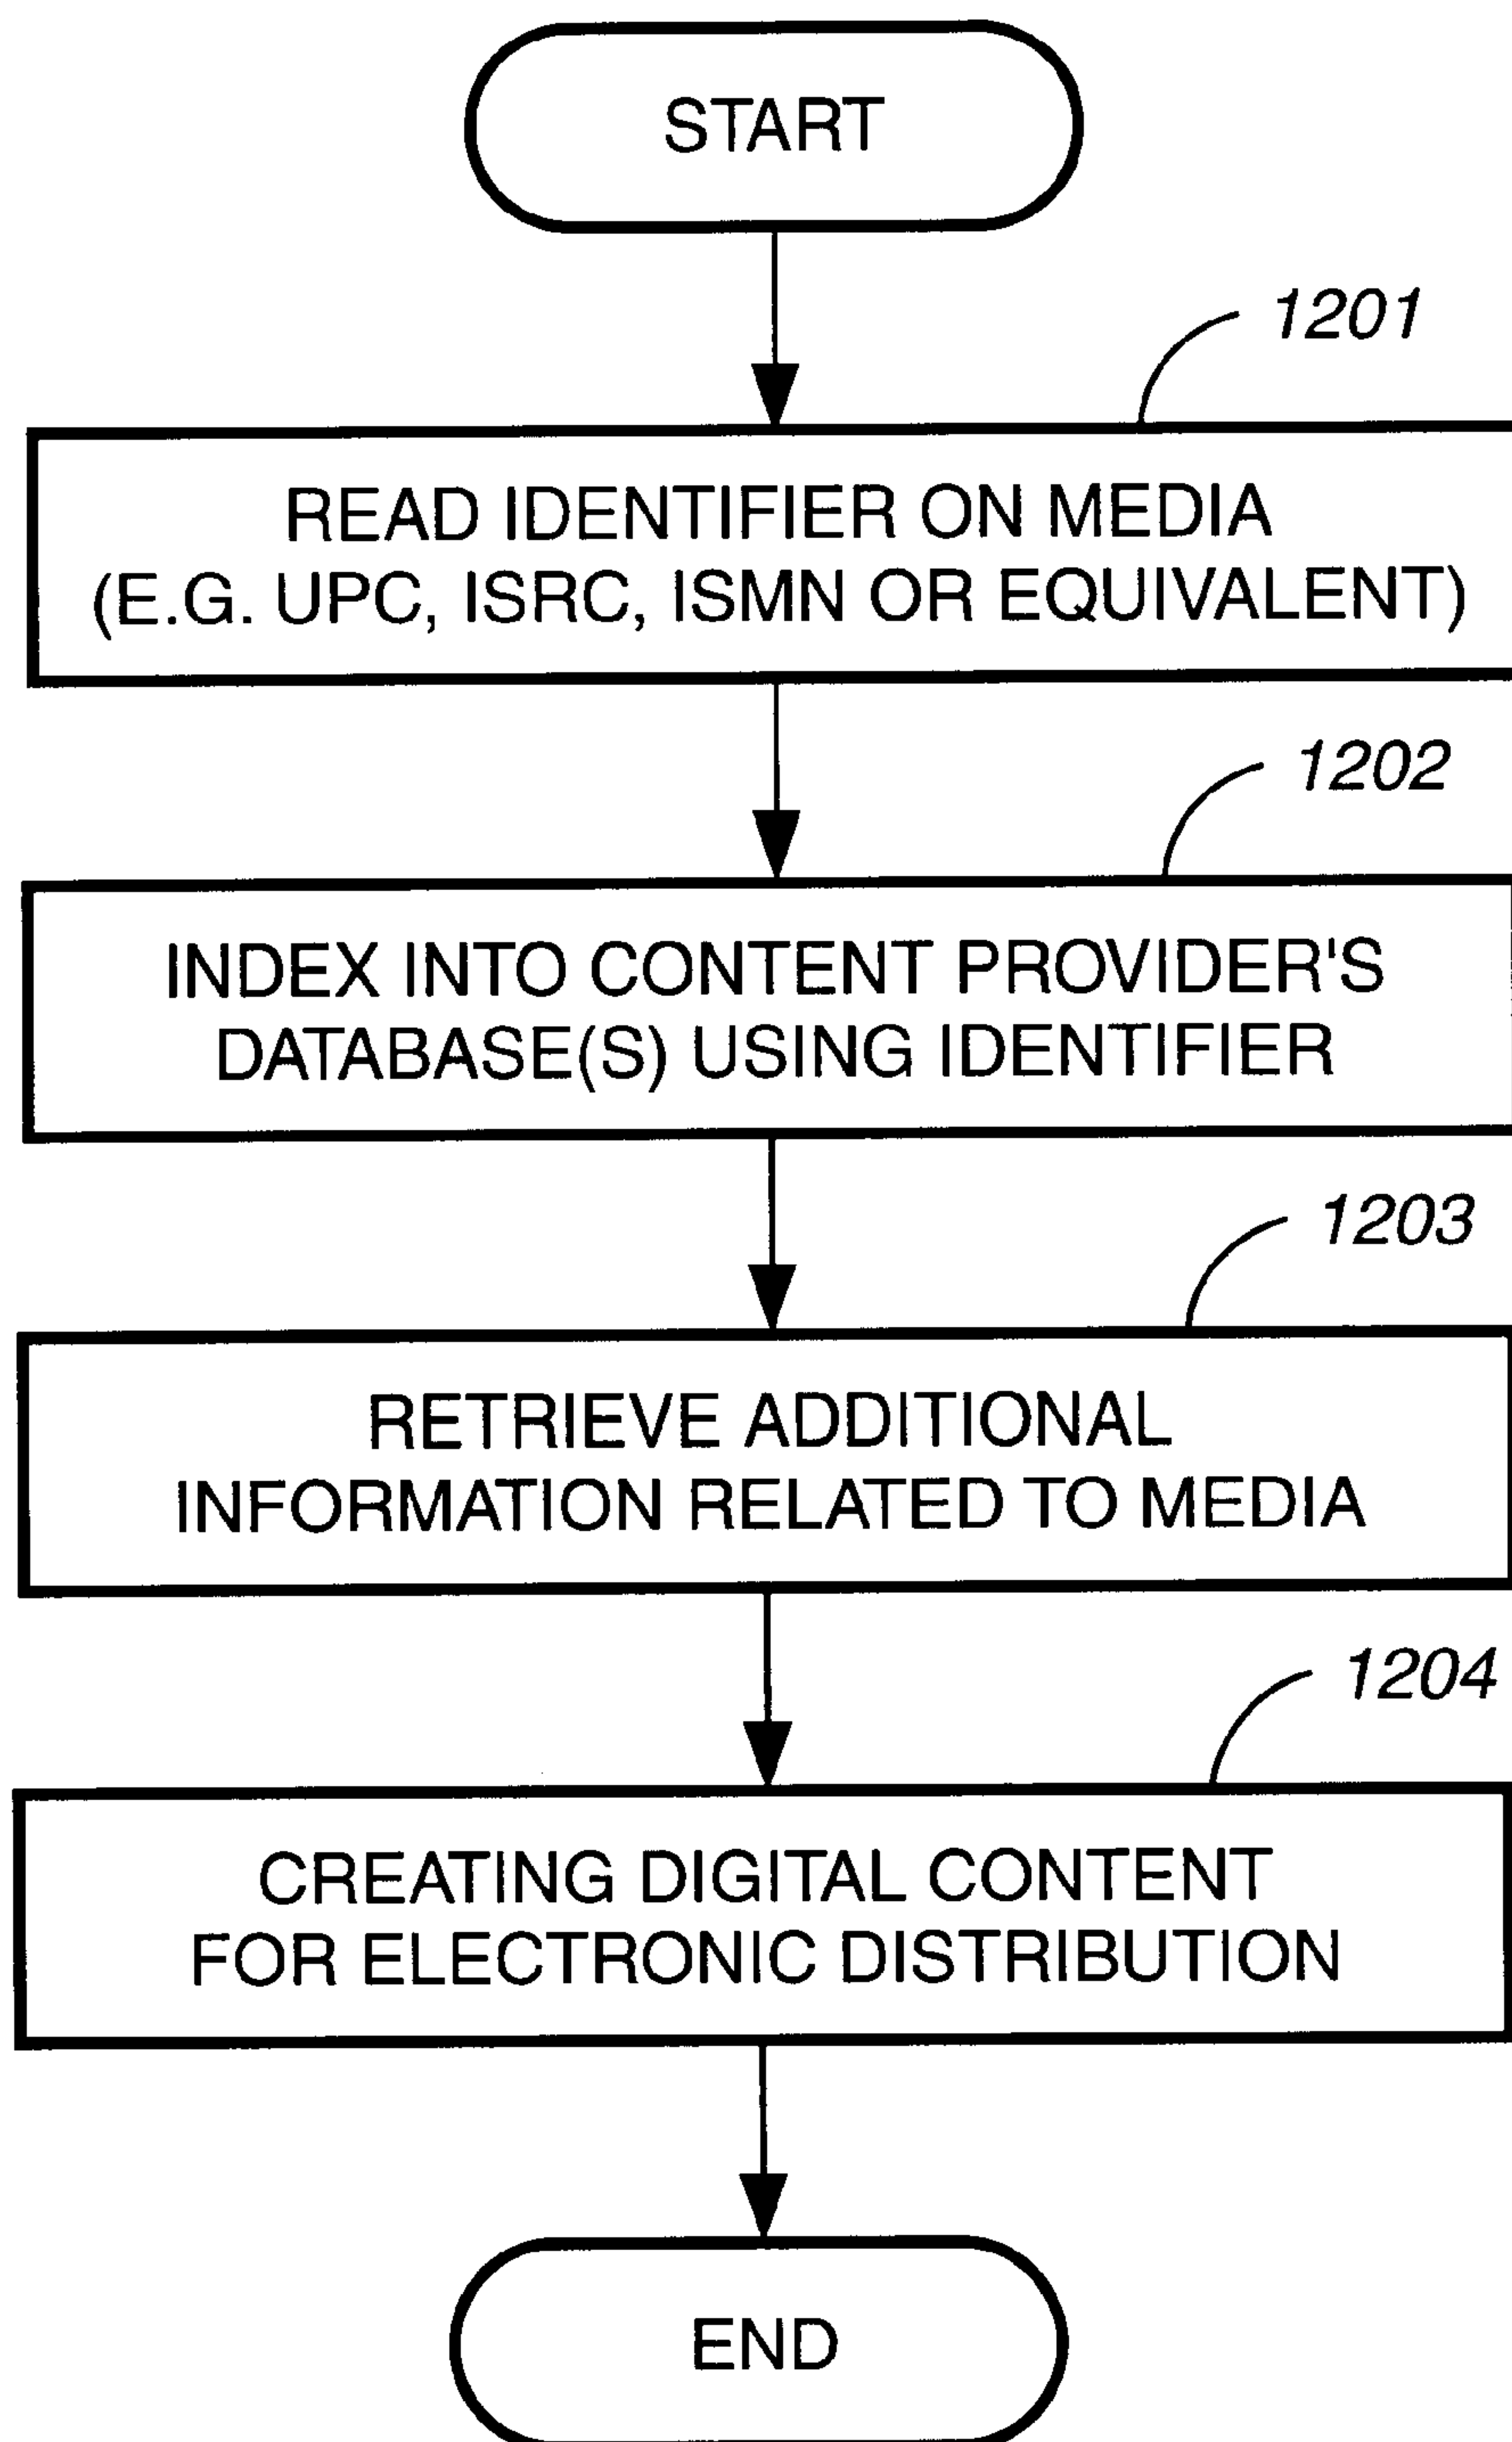 START
1201
READ IDENTIFIER ON MEDIA
(E.G. UPC, ISRC, ISMN OR EQUIVALENT)
1202
INDEX INTO CONTENT PROVIDER'S
DATABASE(S) USING IDENTIFIER
1203
RETRIEVE ADDITIONAL
INFORMATION RELATED TO MEDIA
1204
CREATING DIGITAL CONTENT
FOR ELECTRONIC DISTRIBUTION
END